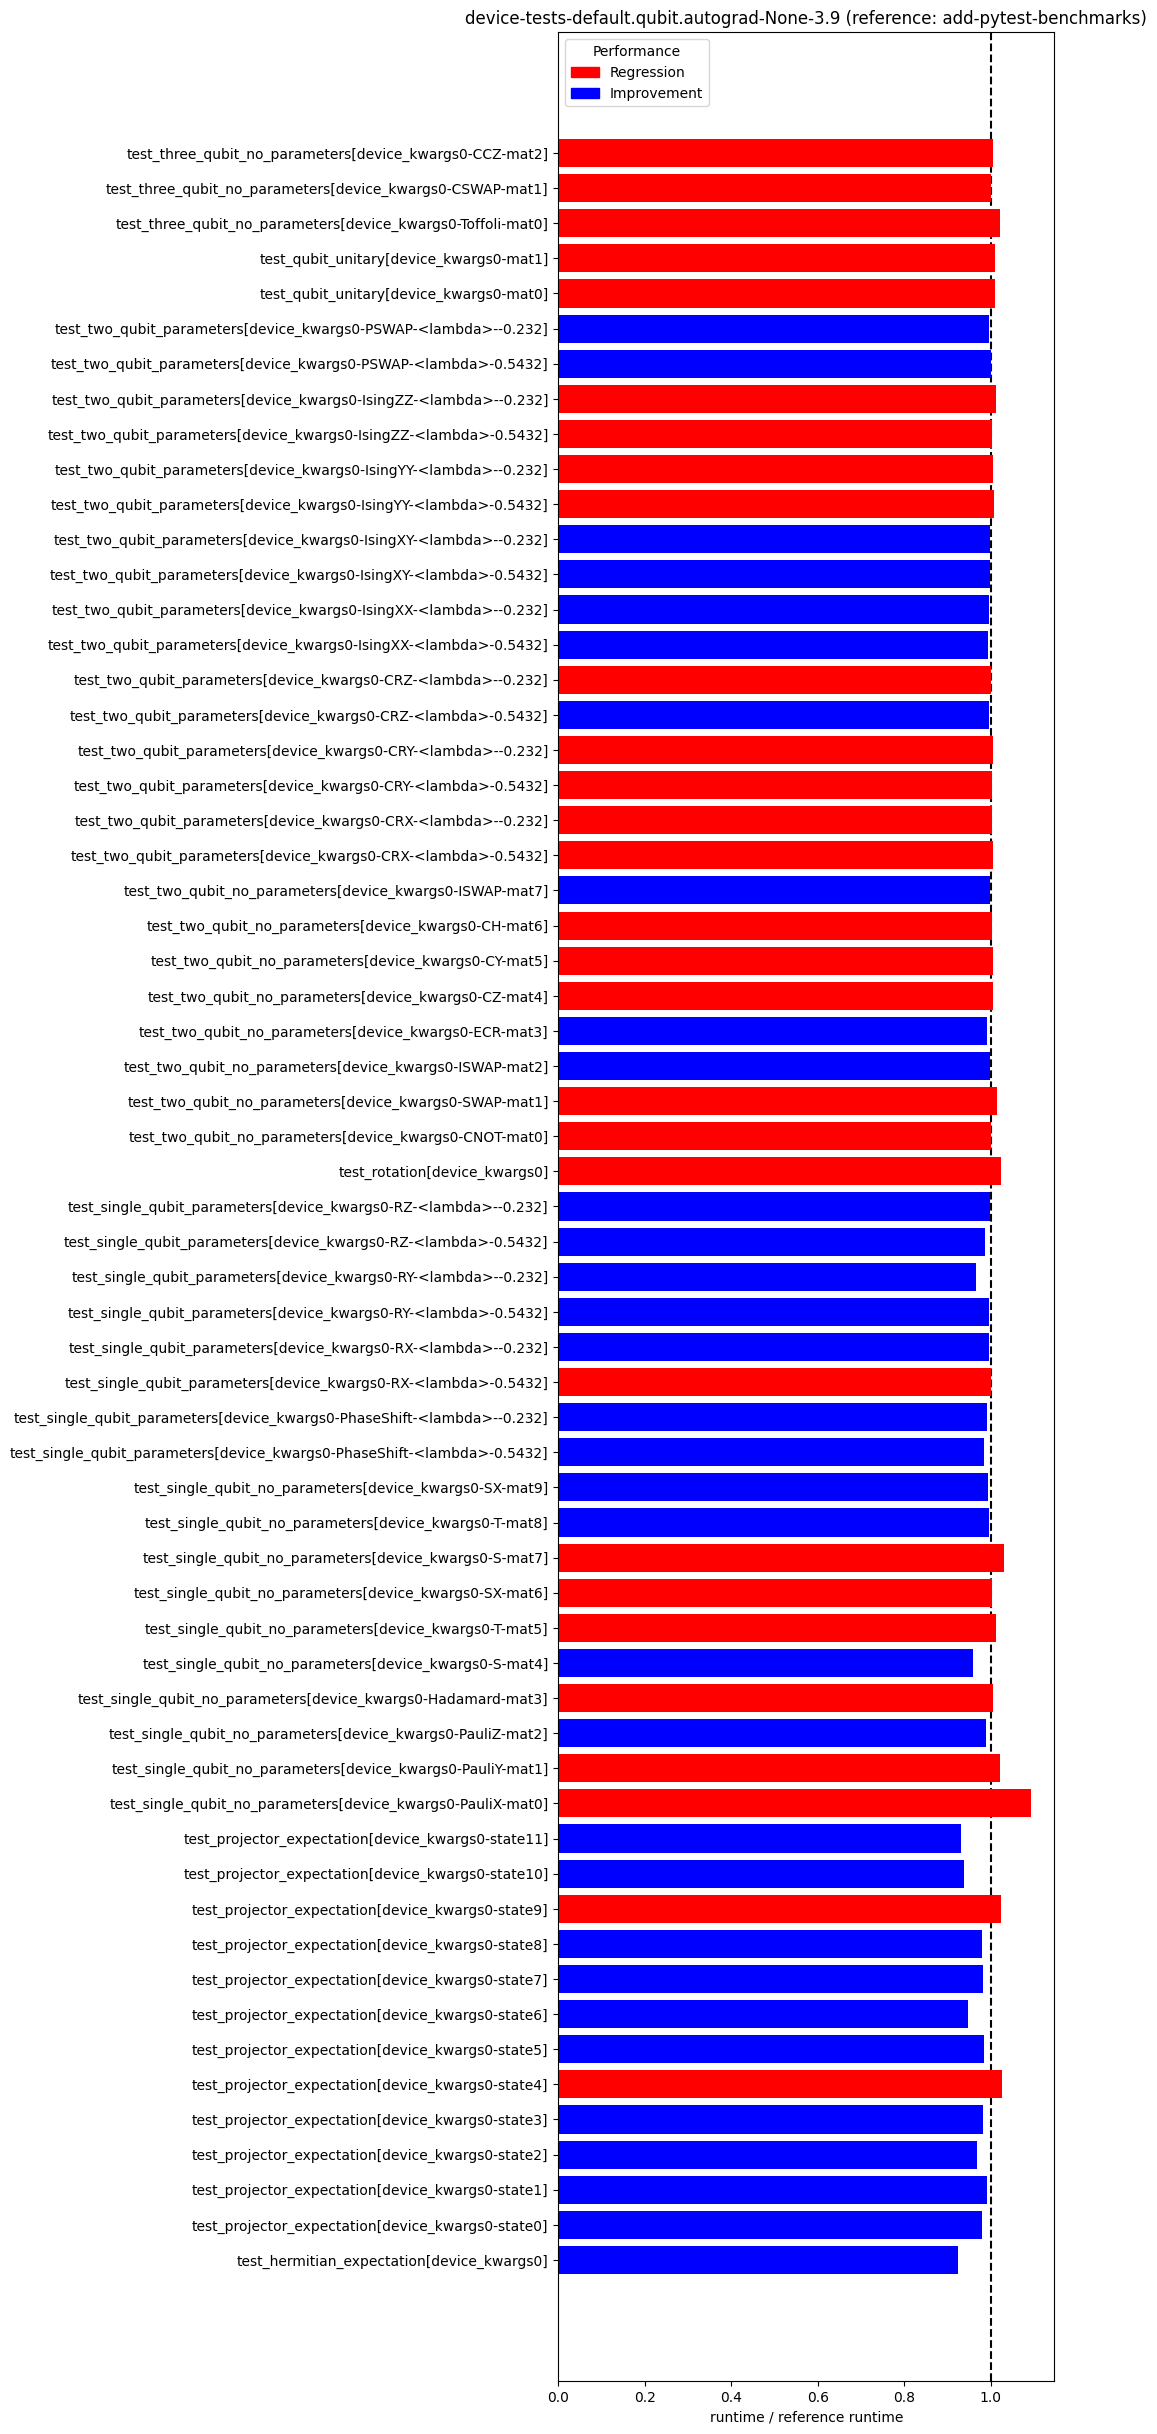 device-tests-default.qubit.autograd-None-3.9 (reference: add-pytest-benchmarks)
Performance
Regression
Improvement
test_three_qubit_no_parameters[device_kwargs0-CCZ-mat2]
test_three_qubit_no_parameters[device_kwargs0-CSWAP-mat1]
test_three_qubit_no_parameters[device_kwargs0-Toffoli-mat0]
test_qubit_unitary[device_kwargs0-mat1]
test_qubit_unitary[device_kwargs0-mat0]
test_two_qubit_parameters[device_kwargs0-PSWAP-<lambda>--0.232]
test_two_qubit_parameters[device_kwargs0-PSWAP-<lambda>-0.5432]
test_two_qubit_parameters[device_kwargs0-IsingZZ-<lambda>--0.232]
test_two_qubit_parameters[device_kwargs0-IsingZZ-<lambda>-0.5432]
test_two_qubit_parameters[device_kwargs0-IsingYY-<lambda>--0.232]
test_two_qubit_parameters[device_kwargs0-IsingYY-<lambda>-0.5432]
test_two_qubit_parameters[device_kwargs0-IsingXY-<lambda>--0.232]
test_two_qubit_parameters[device_kwargs0-IsingXY-<lambda>-0.5432]
test_two_qubit_parameters[device_kwargs0-IsingXX-<lambda>--0.232]
test_two_qubit_parameters[device_kwargs0-IsingXX-<lambda>-0.5432]
test_two_qubit_parameters[device_kwargs0-CRZ-<lambda>--0.232]
test_two_qubit_parameters[device_kwargs0-CRZ-<lambda>-0.5432]
test_two_qubit_parameters[device_kwargs0-CRY-<lambda>--0.232]
test_two_qubit_parameters[device_kwargs0-CRY-<lambda>-0.5432]
test_two_qubit_parameters[device_kwargs0-CRX-<lambda>--0.232]
test_two_qubit_parameters[device_kwargs0-CRX-<lambda>-0.5432]
test_two_qubit_no_parameters[device_kwargs0-ISWAP-mat7]
test_two_qubit_no_parameters[device_kwargs0-CH-mat6]
test_two_qubit_no_parameters[device_kwargs0-CY-mat5]
test_two_qubit_no_parameters[device_kwargs0-CZ-mat4]
test_two_qubit_no_parameters[device_kwargs0-ECR-mat3]
test_two_qubit_no_parameters[device_kwargs0-ISWAP-mat2]
test_two_qubit_no_parameters[device_kwargs0-SWAP-mat1]
test_two_qubit_no_parameters[device_kwargs0-CNOT-mat0]
test_rotation[device_kwargs0]
test_single_qubit_parameters[device_kwargs0-RZ-<lambda>--0.232]
test_single_qubit_parameters[device_kwargs0-RZ-<lambda>-0.5432]
test_single_qubit_parameters[device_kwargs0-RY-<lambda>--0.232]
test_single_qubit_parameters[device_kwargs0-RY-<lambda>-0.5432]
test_single_qubit_parameters[device_kwargs0-RX-<lambda>--0.232]
test_single_qubit_parameters[device_kwargs0-RX-<lambda>-0.5432]
test_single_qubit_parameters[device_kwargs0-PhaseShift-<lambda>--0.232]
test_single_qubit_parameters[device_kwargs0-PhaseShift-<lambda>-0.5432]
test_single_qubit_no_parameters[device_kwargs0-SX-mat9]
test_single_qubit_no_parameters[device_kwargs0-T-mat8]
test_single_qubit_no_parameters[device_kwargs0-S-mat7]
test_single_qubit_no_parameters[device_kwargs0-SX-mat6]
test_single_qubit_no_parameters[device_kwargs0-T-mat5]
test_single_qubit_no_parameters[device_kwargs0-S-mat4]
test_single_qubit_no_parameters[device_kwargs0-Hadamard-mat3]
test_single_qubit_no_parameters[device_kwargs0-PauliZ-mat2]
test_single_qubit_no_parameters[device_kwargs0-PauliY-mat1]
test_single_qubit_no_parameters[device_kwargs0-PauliX-mat0]
test_projector_expectation[device_kwargs0-state11]
test_projector_expectation[device_kwargs0-state10]
test_projector_expectation[device_kwargs0-state9]
test_projector_expectation[device_kwargs0-state8]
test_projector_expectation[device_kwargs0-state7]
test_projector_expectation[device_kwargs0-state6]
test_projector_expectation[device_kwargs0-state5]
test_projector_expectation[device_kwargs0-state4]
test_projector_expectation[device_kwargs0-state3]
test_projector_expectation[device_kwargs0-state2]
test_projector_expectation[device_kwargs0-state1]
test_projector_expectation[device_kwargs0-state0]
test_hermitian_expectation[device_kwargs0]
0.0 0.2 0.4 0.6 0.8 1.0
runtime / reference runtime